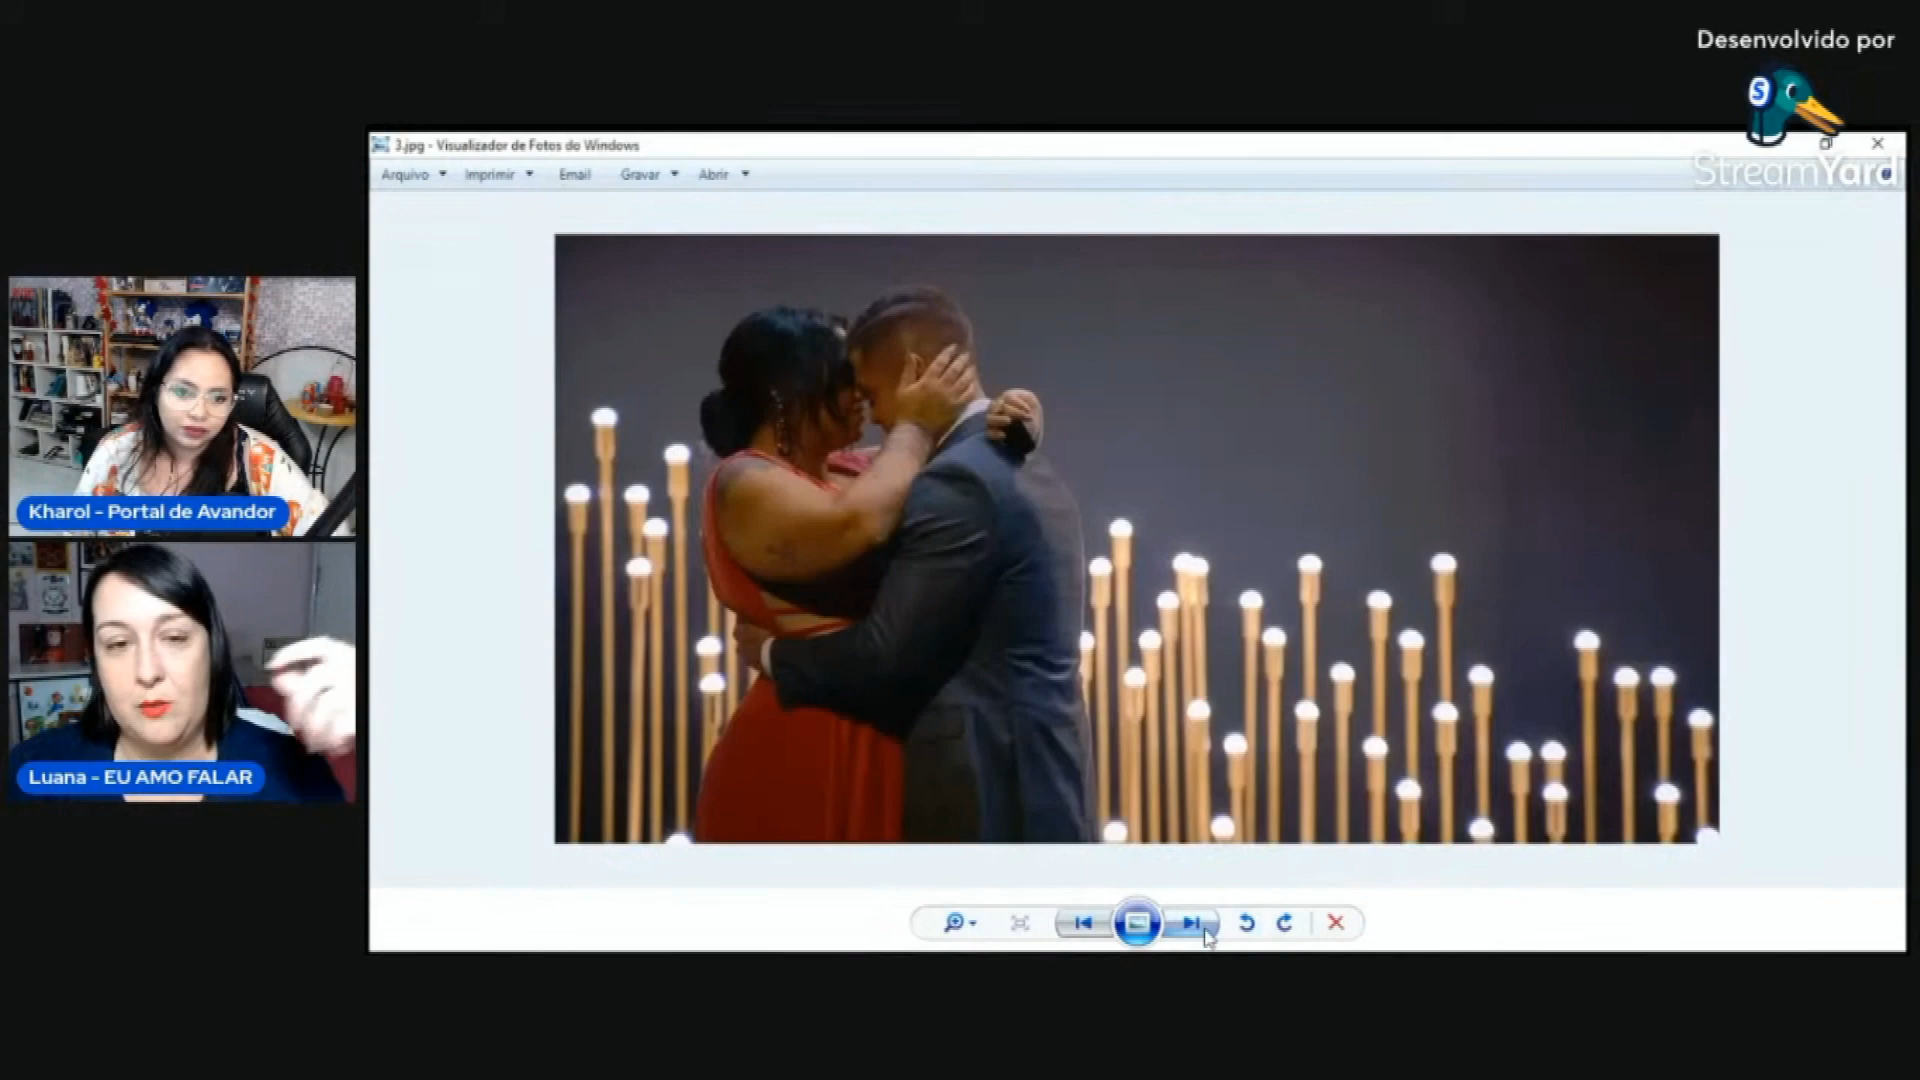 Desenvolvido por
S
StreamYard
3.jpg - Visualizador de Fotos do Windows
Arquivo
Imprimir
Email
Gravar
Abrir
Kharol - Portal de Avandor
Luana - EU AMO FALAR